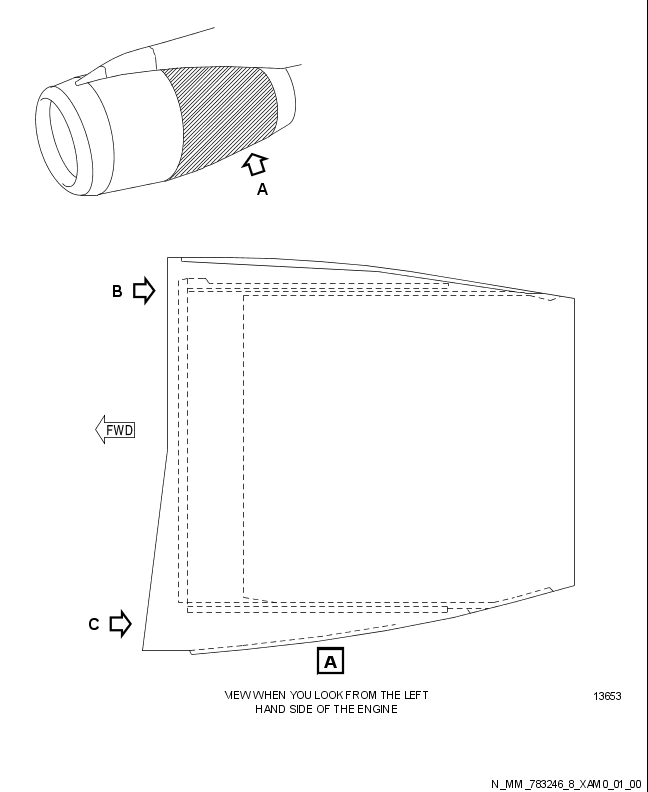 A
B
FWD
C
A
VIEW WHEN YOU LOOK FROM THE LEFT
HAND SIDE OF THE ENGINE
13653
N_MM_783246_8_XAM0_01_00